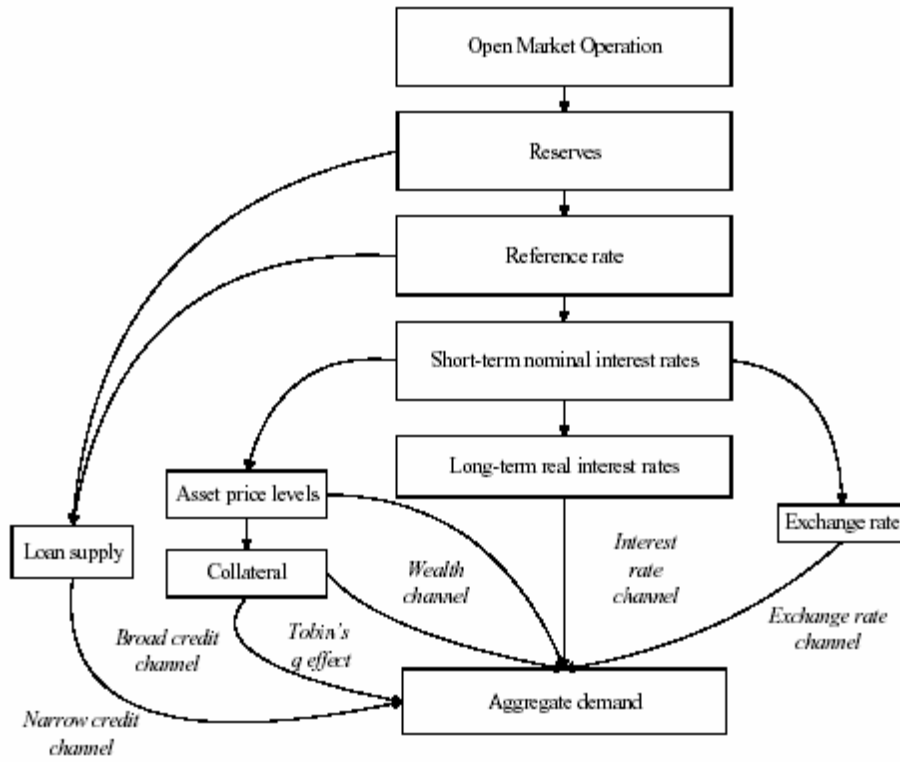 Open Market Operation
Reserves
Reference rate
Short-term nominal interest rates
Long-term real interest rates
Asset price levels
Exchange rate
Loan supply
Collateral
Wealth
channel
Interest
rate
channel
Exchange rate
channel
Broad credit
channel
Tobin's
q effect
Aggregate demand
Narrow credit
channel